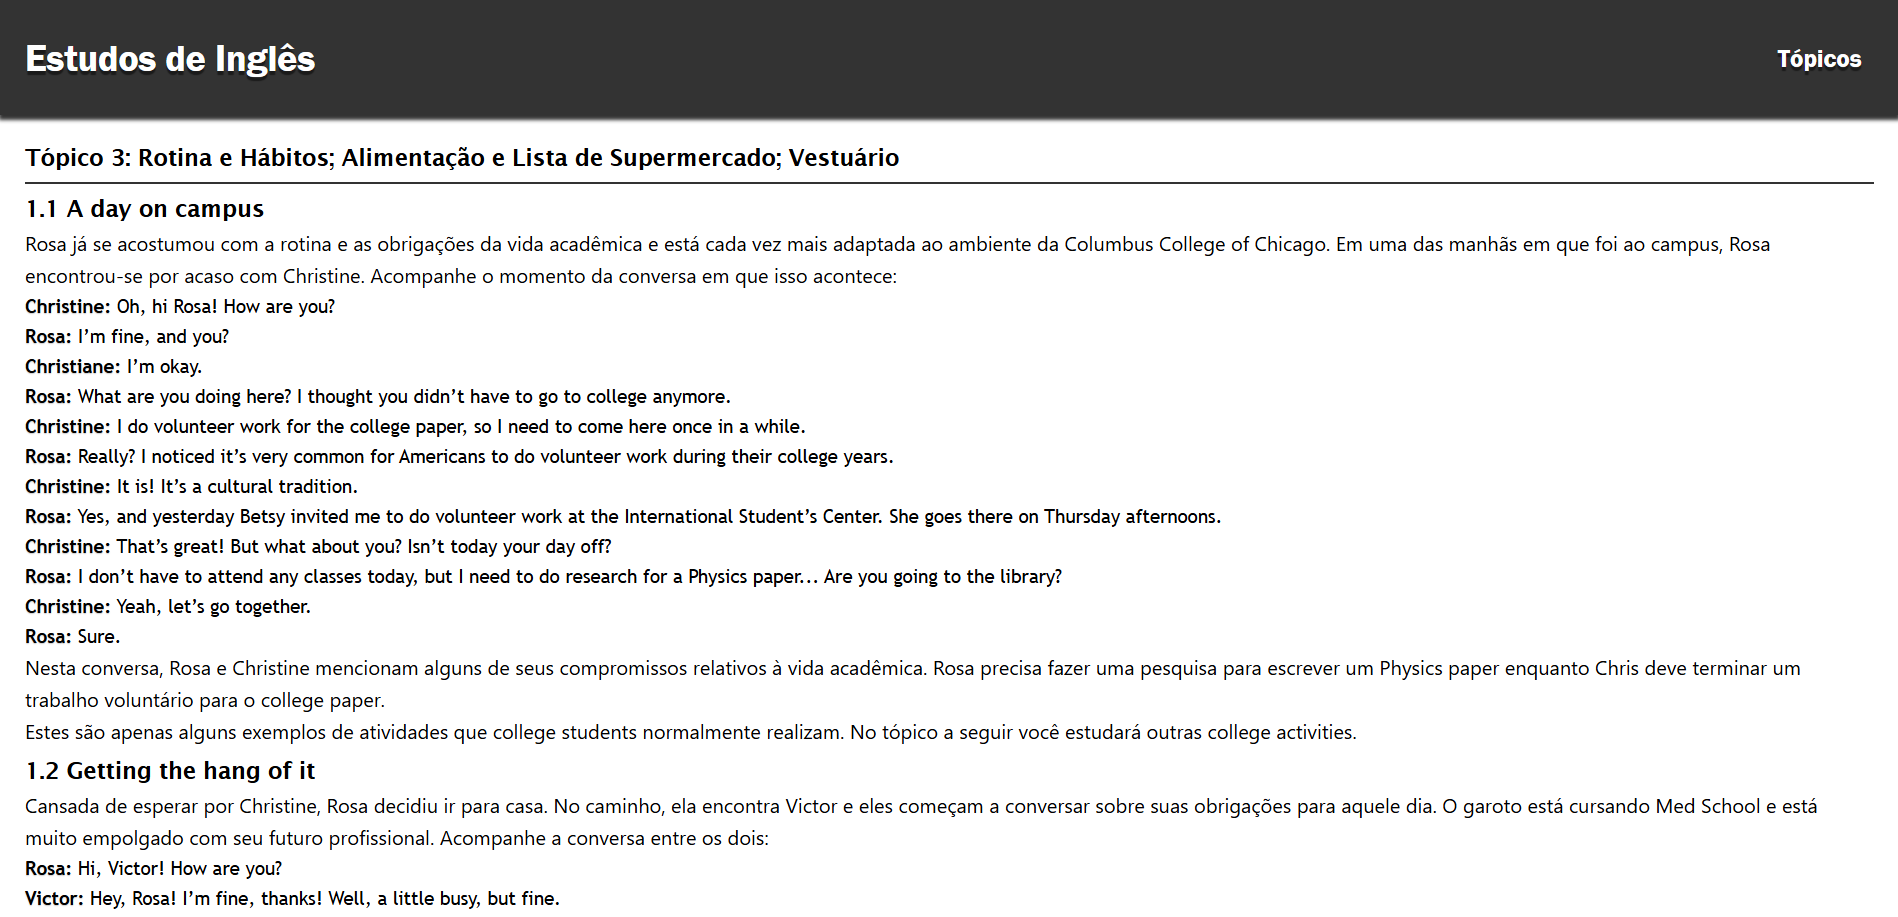 Estudos de Inglês
Tópicos
Tópico 3: Rotina e Hábitos; Alimentação e Lista de Supermercado; Vestuário
1.1 A day on campus
Rosa já se acostumou com a rotina e as obrigações da vida acadêmica e está cada vez mais adaptada ao ambiente da Columbus College of Chicago. Em uma das manhãs em que foi ao campus, Rosa
encontrou-se por acaso com Christine. Acompanhe o momento da conversa em que isso acontece:
Christine: Oh, hi Rosa! How are you?
Rosa: I’m fine, and you?
Christiane: I’m okay.
Rosa: What are you doing here? I thought you didn’t have to go to college anymore.
Christine: I do volunteer work for the college paper, so I need to come here once in a while.
Rosa: Really? I noticed it’s very common for Americans to do volunteer work during their college years.
Christine: It is! It’s a cultural tradition.
Rosa: Yes, and yesterday Betsy invited me to do volunteer work at the International Student’s Center. She goes there on Thursday afternoons.
Christine: That’s great! But what about you? Isn’t today your day off?
Rosa: I don’t have to attend any classes today, but I need to do research for a Physics paper... Are you going to the library?
Christine: Yeah, let’s go together.
Rosa: Sure.
Nesta conversa, Rosa e Christine mencionam alguns de seus compromissos relativos à vida acadêmica. Rosa precisa fazer uma pesquisa para escrever um Physics paper enquanto Chris deve terminar um
trabalho voluntário para o college paper.
Estes são apenas alguns exemplos de atividades que college students normalmente realizam. No tópico a seguir você estudará outras college activities.
1.2 Getting the hang of it
Cansada de esperar por Christine, Rosa decidiu ir para casa. No caminho, ela encontra Victor e eles começam a conversar sobre suas obrigações para aquele dia. O garoto está cursando Med School e está
muito empolgado com seu futuro profissional. Acompanhe a conversa entre os dois:
Rosa: Hi, Victor! How are you?
Victor: Hey, Rosa! I’m fine, thanks! Well, a little busy, but fine.